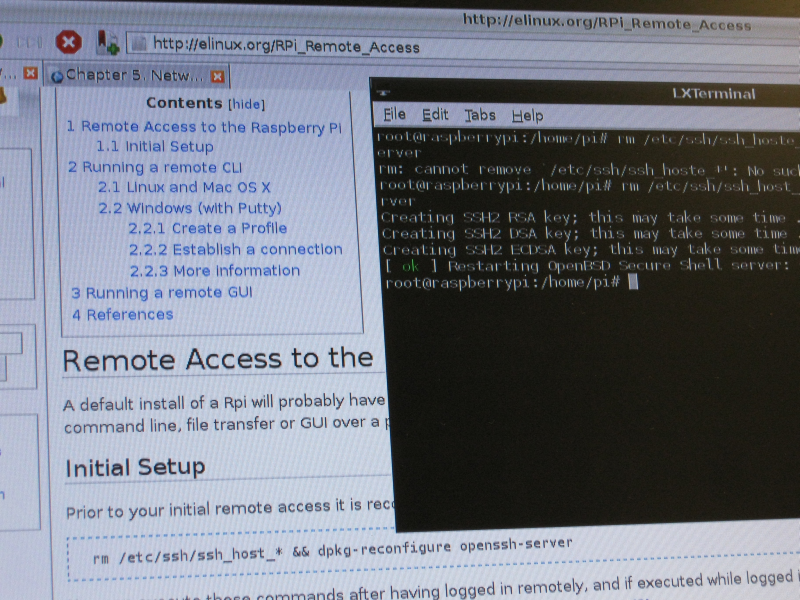 http://elinux.org/RPi_Remote_Access
http://elinux.org/RPi_Remote_Access
Chapter 5. Netw...
Contents [hide]
1 Remote Access to the Raspberry Pi
1.1 Initial Setup
2 Running a remote CLI
2.1 Linux and Mac OS X
2.2 Windows (with Putty)
2.2.1 Create a Profile
2.2.2 Establish a connection
2.2.3 More information
3 Running a remote GUI
4 References
Remote Access to the
A default install of a Rpi will probably have
command line, file transfer or GUI over a
Initial Setup
Prior to your initial remote access it is
rm /etc/ssh/ssh_host_* && dpkg-reconfigure openssh-server
these commands after having logged in remotely, and if executed while logged
LXTerminal
File Edit Tabs Help
root@raspberrypi:/home/pi# rm /etc/ssh/ssh_hoste_
erver
rm: cannot remove `/etc/ssh/ssh_hoste_*': No suc
root@raspberrypi:/home/pi# rm /etc/ssh/ssh_host_
rver
Creating SSH2 RSA key; this may take some time .
Creating SSH2 DSA key; this may take some time .
Creating SSH2 ECDSA key; this may take some time
[ ok ] Restarting OpenBSD Secure Shell server:
root@raspberrypi:/home/pi#